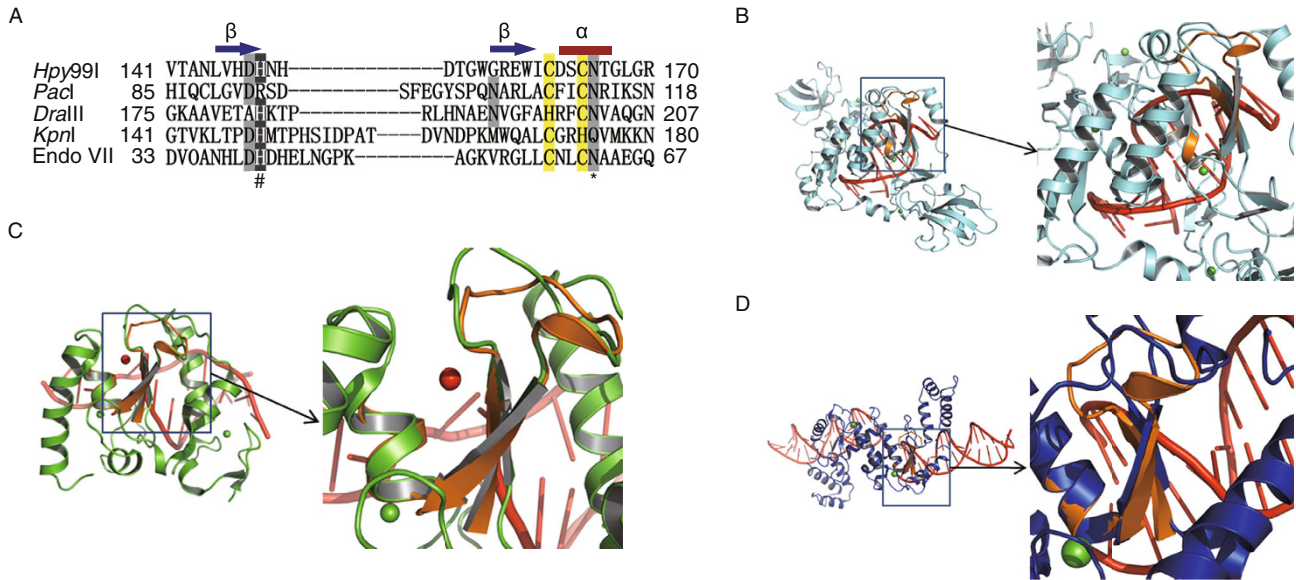 A
β β α
Hpy99I 141 VTANLVHDHNH--------------DTGWGREWICDSCNTGLGR 170
PacI 85 HIQCLGVDRSD----------SFEGYSPQNARLACFICNRIKSN 118
DraIII 175 GKAAVETAHKTP-----------RLHNAENVGFAHRFCNVAQGN 207
KpnI 141 GTVKLTPDHMTPHSIDPAT----DVNDPKMWQALCGRHQVMKKN 180
Endo VII 33 DVOANHLDHDHELNGPK---------AGKVRGLLCNLCNAAEGQ 67
# *
B
C
D